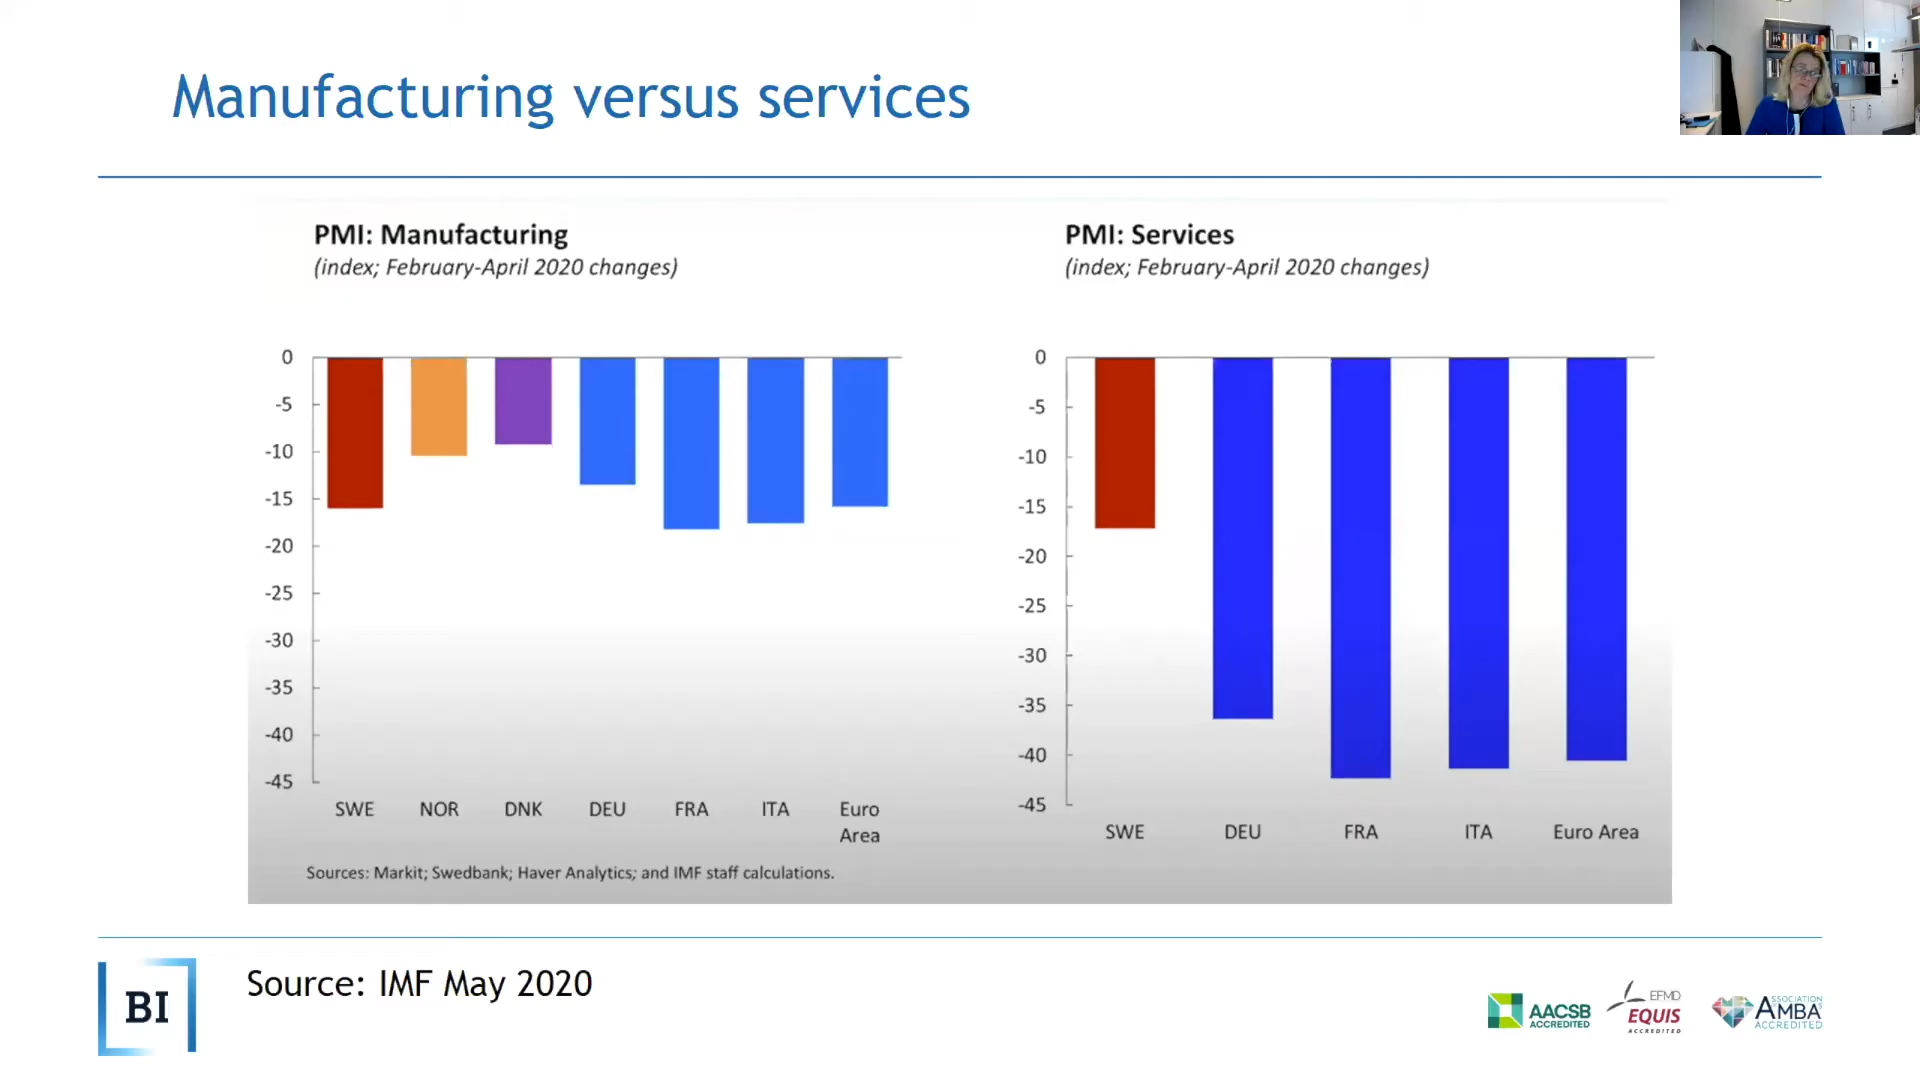 Manufacturing versus services
PMI: Manufacturing
(index; February-April 2020 changes)
0
-5
-10
-15
-20
-25
-30
-35
-40
-45
SWE NOR DNK DEU FRA ITA Euro
Area
Sources: Markit; Swedbank; Haver Analytics; and IMF staff calculations.
PMI: Services
(index; February-April 2020 changes)
0
-5
-10
-15
-20
-25
-30
-35
-40
-45
SWE DEU FRA ITA Euro Area
BI
Source: IMF May 2020
AACSB
ACCREDITED
EFMD
EQUIS
ACCREDITED
ASSOCIATION
AMBA'S
ACCREDITED